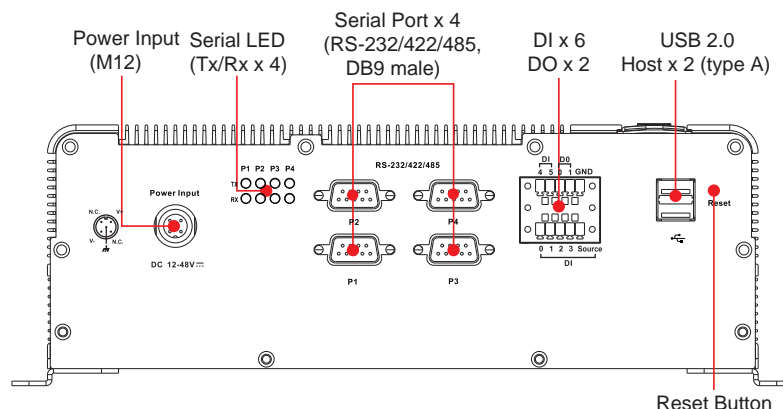 Power Input
(M12)
Serial LED
(Tx/Rx x 4)
Serial Port x 4
(RS-232/422/485,
DB9 male)
DI x 6
DO x 2
USB 2.0
Host x 2 (type A)
P1 P2 P3 P4
TX
RX
RS-232/422/485
DI D0
4 5 0 1 GND
Power Input
N.C. V+
V- N.C.
DC 12-48V
P2
P4
P1
P3
0 1 2 3 Source
DI
Reset
Reset Button